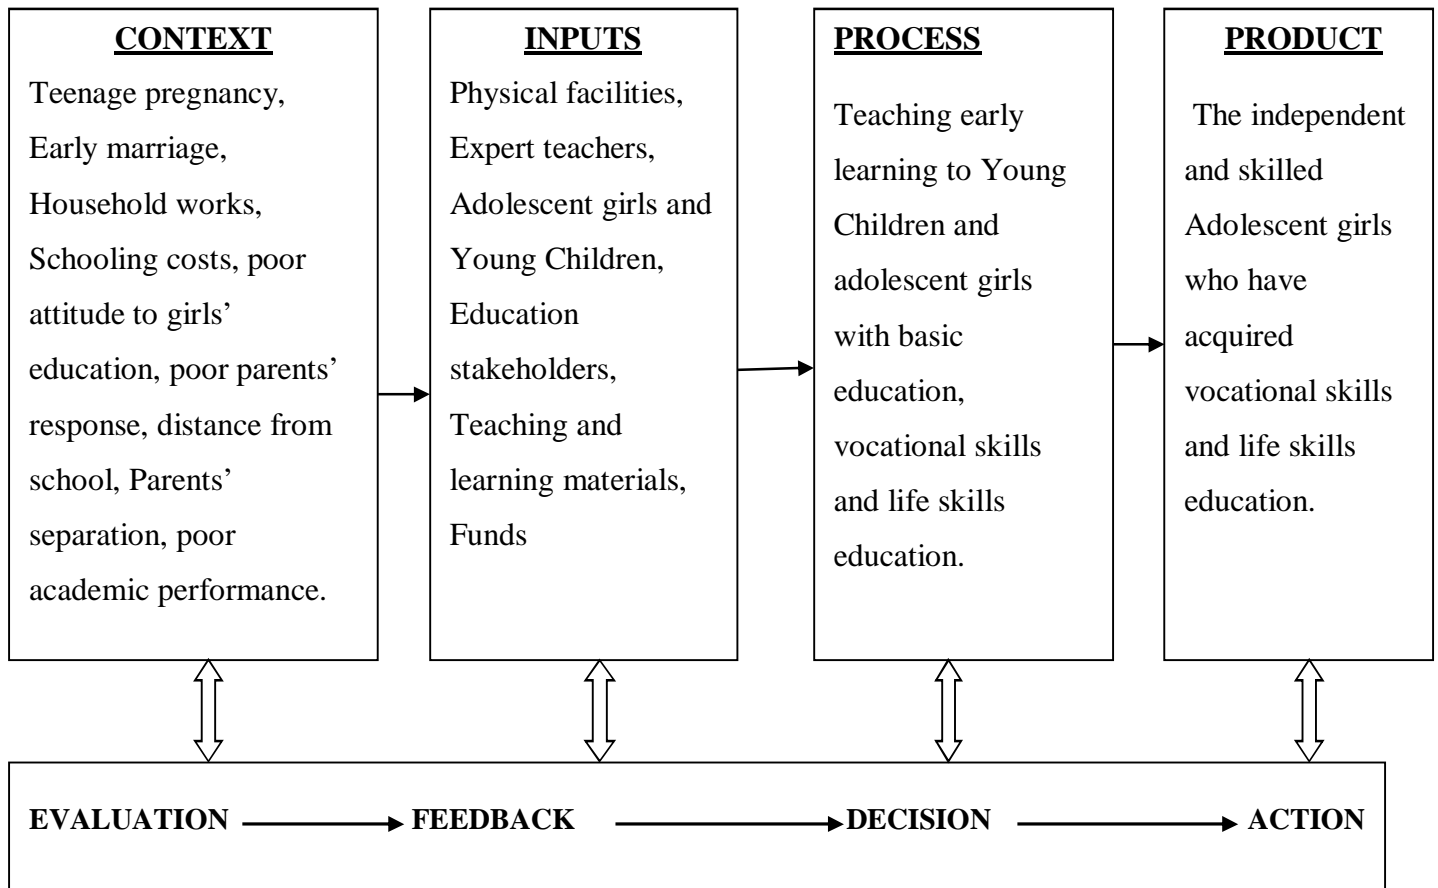 CONTEXT
Teenage pregnancy,
Early marriage,
Household works,
Schooling costs, poor
attitude to girls’
education, poor parents’
response, distance from
school, Parents’
separation, poor
academic performance.
INPUTS
Physical facilities,
Expert teachers,
Adolescent girls and
Young Children,
Education
stakeholders,
Teaching and
learning materials,
Funds
PROCESS
Teaching early
learning to Young
Children and
adolescent girls
with basic
education,
vocational skills
and life skills
education.
PRODUCT
The independent
and skilled
Adolescent girls
who have
acquired
vocational skills
and life skills
education.
EVALUATION FEEDBACK DECISION ACTION